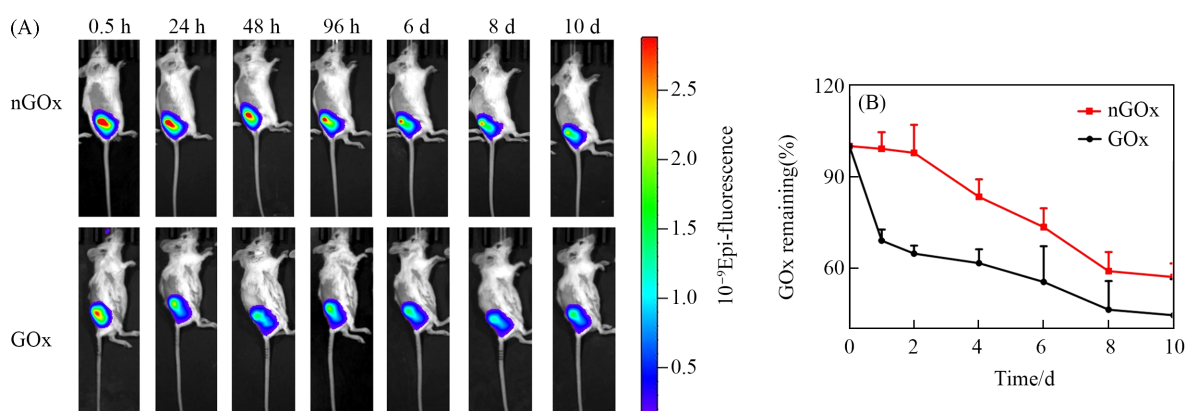 (A)
0.5 h 24 h 48 h 96 h 6 d 8 d 10 d
nGOx
GOx
2.5
2.0
1.5
1.0
0.5
10⁻⁹Epi-fluorescence
(B)
nGOx
GOx
120
90
60
GOx remaining(%)
0 2 4 6 8 10
Time/d